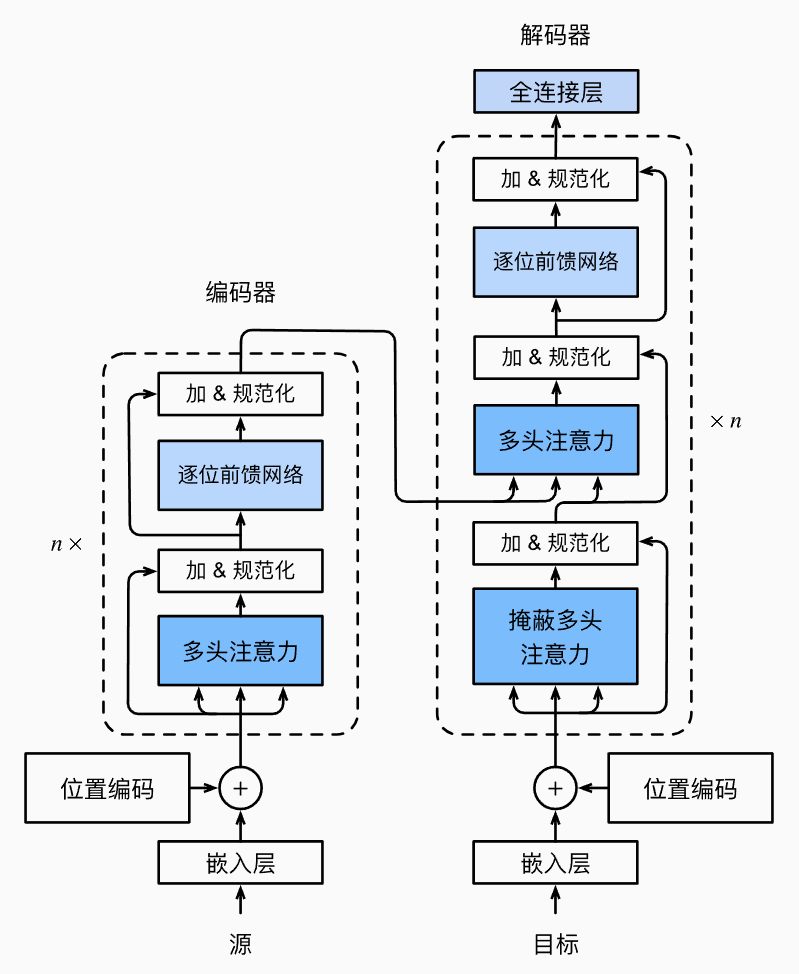 解码器
全连接层
加 & 规范化
逐位前馈网络
加 & 规范化
多头注意力
加 & 规范化
掩蔽多头
注意力
× n
位置编码
嵌入层
目标
编码器
加 & 规范化
逐位前馈网络
加 & 规范化
多头注意力
n ×
位置编码
嵌入层
源